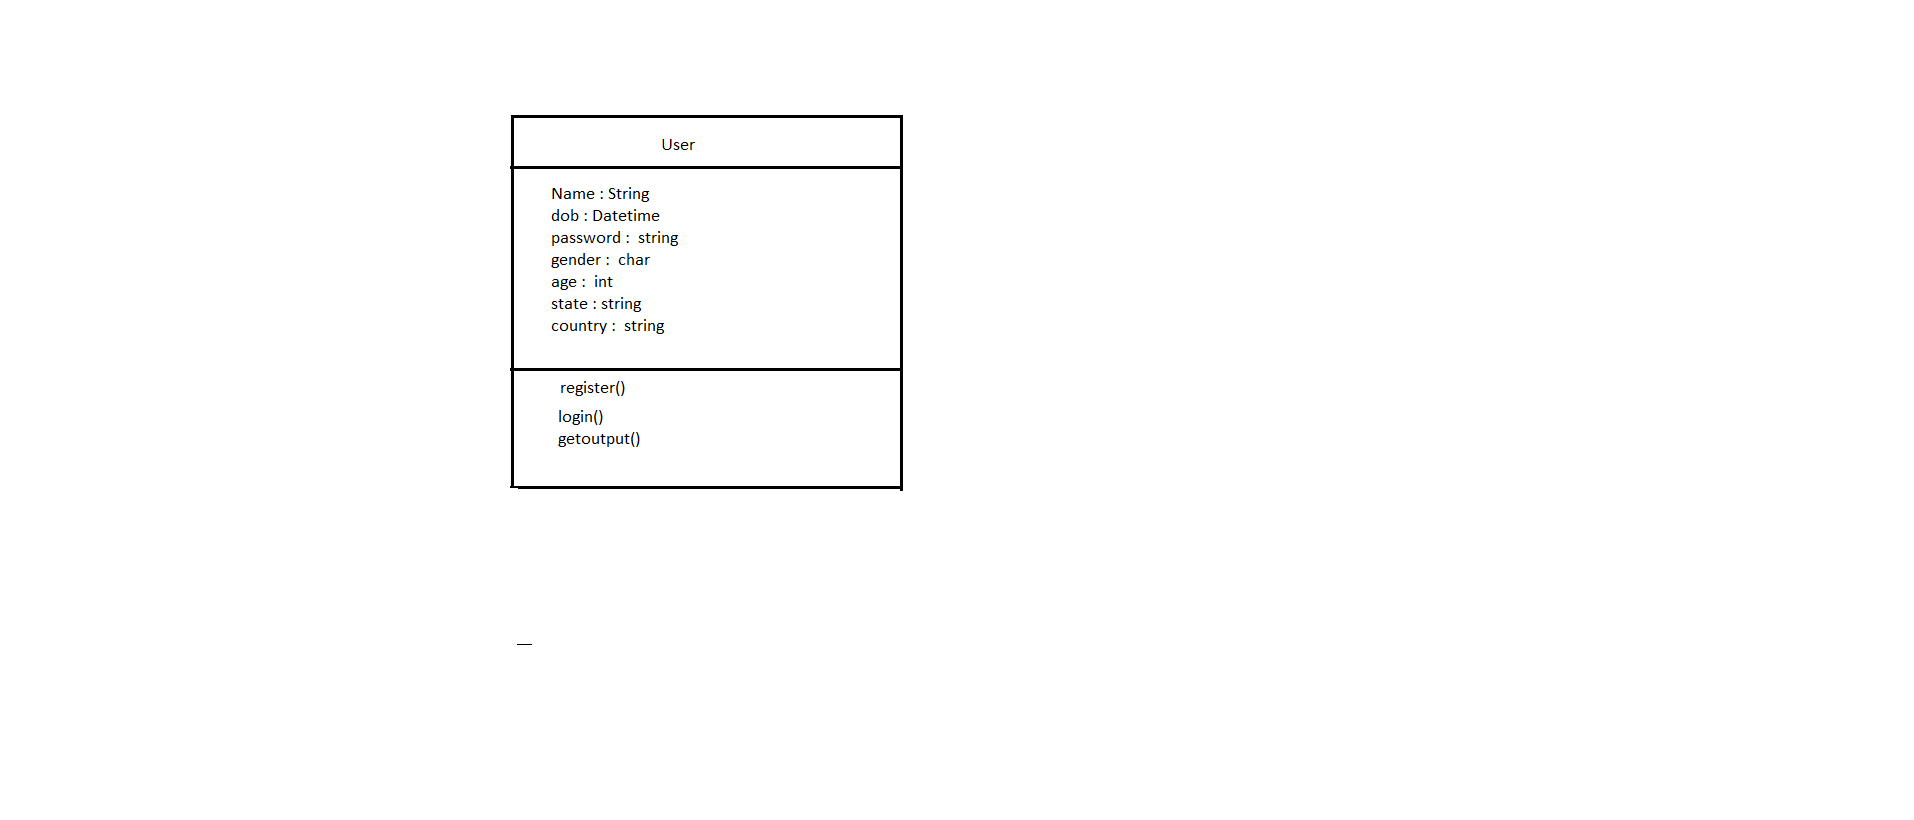 User
Name : String
dob : Datetime
password :  string
gender :  char
age :  int
state : string
country :  string
register()
login()
getoutput()